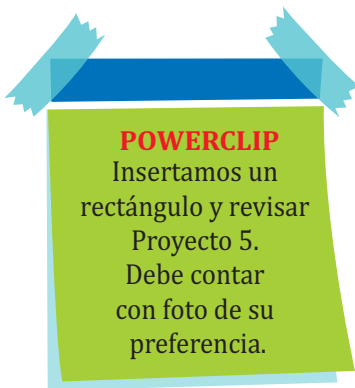 POWERCLIP
Insertamos un
rectángulo y revisar
Proyecto 5.
Debe contar
con foto de su
preferencia.